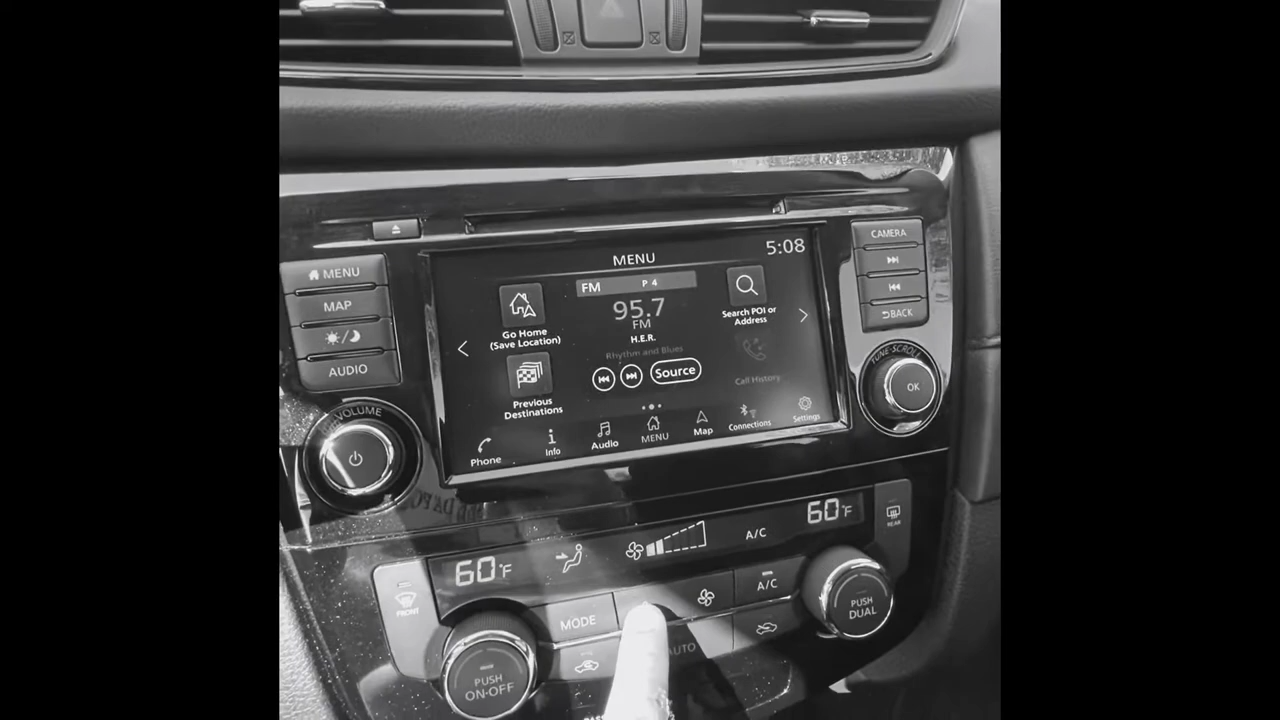 MENU
MAP
AUDIO
VOLUME
MENU
5:08
Go Home
(Save Location)
Previous
Destinations
FM P 4
95.7
FM
H.E.R.
Rhythm and Blues
Source
Search POI or
Address
Call History
Phone
Info
Audio
MENU
Map
Connections
Settings
CAMERA
BACK
TUNE·SCROLL
OK
60°F
A/C
60°F
REAR
FRONT
MODE
A/C
PUSH
DUAL
AUTO
PUSH
ON·OFF